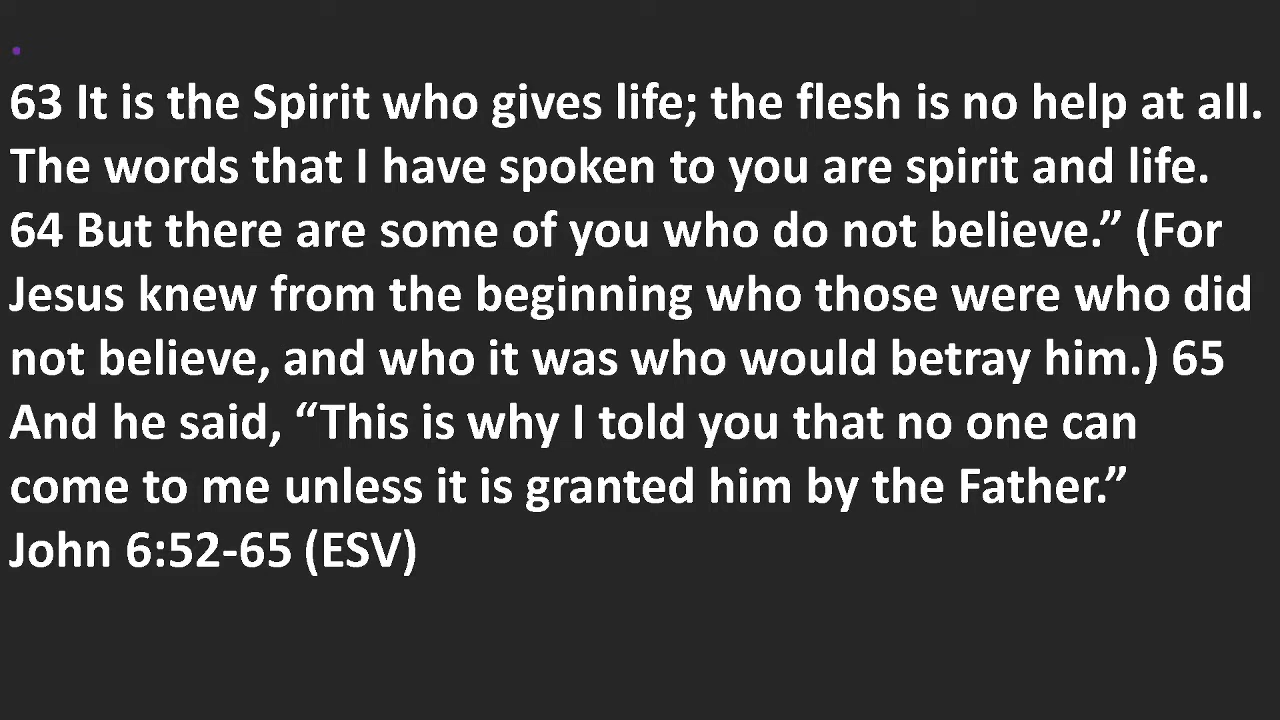 63 It is the Spirit who gives life; the flesh is no help at all.
The words that I have spoken to you are spirit and life.
64 But there are some of you who do not believe.” (For
Jesus knew from the beginning who those were who did
not believe, and who it was who would betray him.) 65
And he said, “This is why I told you that no one can
come to me unless it is granted him by the Father.”
John 6:52-65 (ESV)